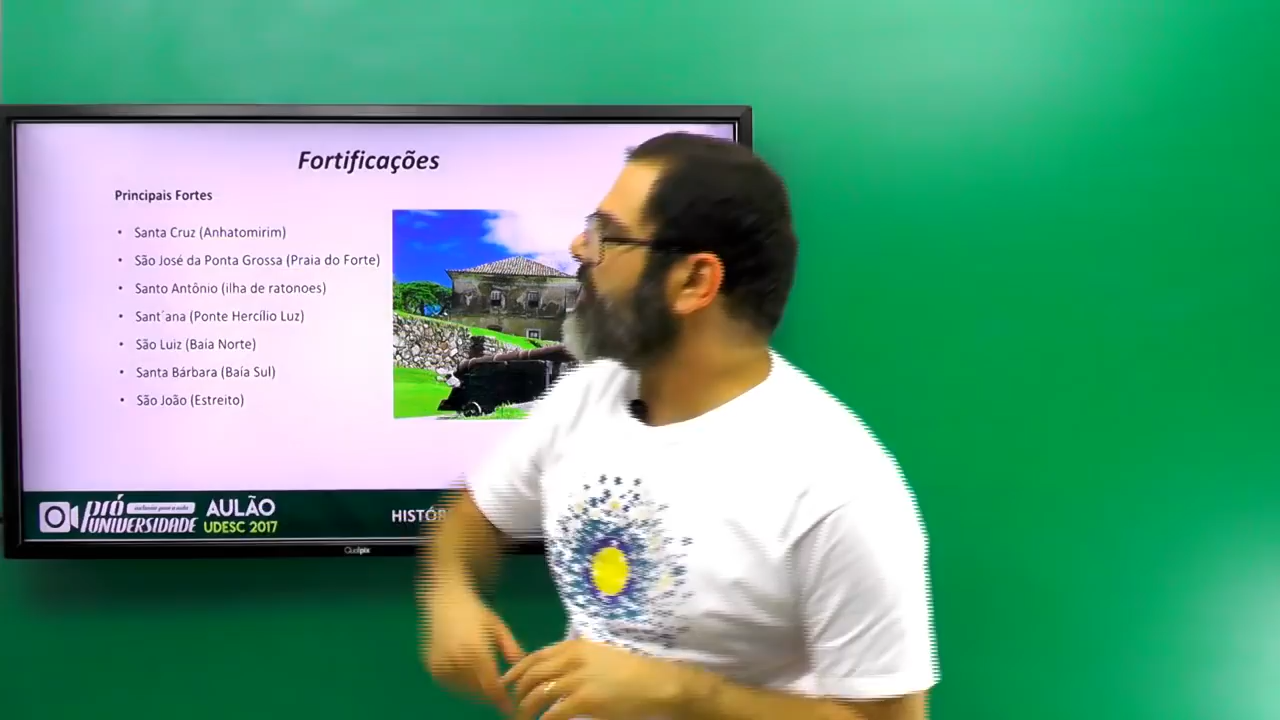 Fortificações
Principais Fortes
• Santa Cruz (Anhatomirim)
• São José da Ponta Grossa (Praia do Forte)
• Santo Antônio (ilha de ratonoes)
• Sant´ana (Ponte Hercílio Luz)
• São Luiz (Baia Norte)
• Santa Bárbara (Baía Sul)
• São João (Estreito)
pró
UNIVERSIDADE
AULÃO
UDESC 2017
HISTÓR
Qualipix